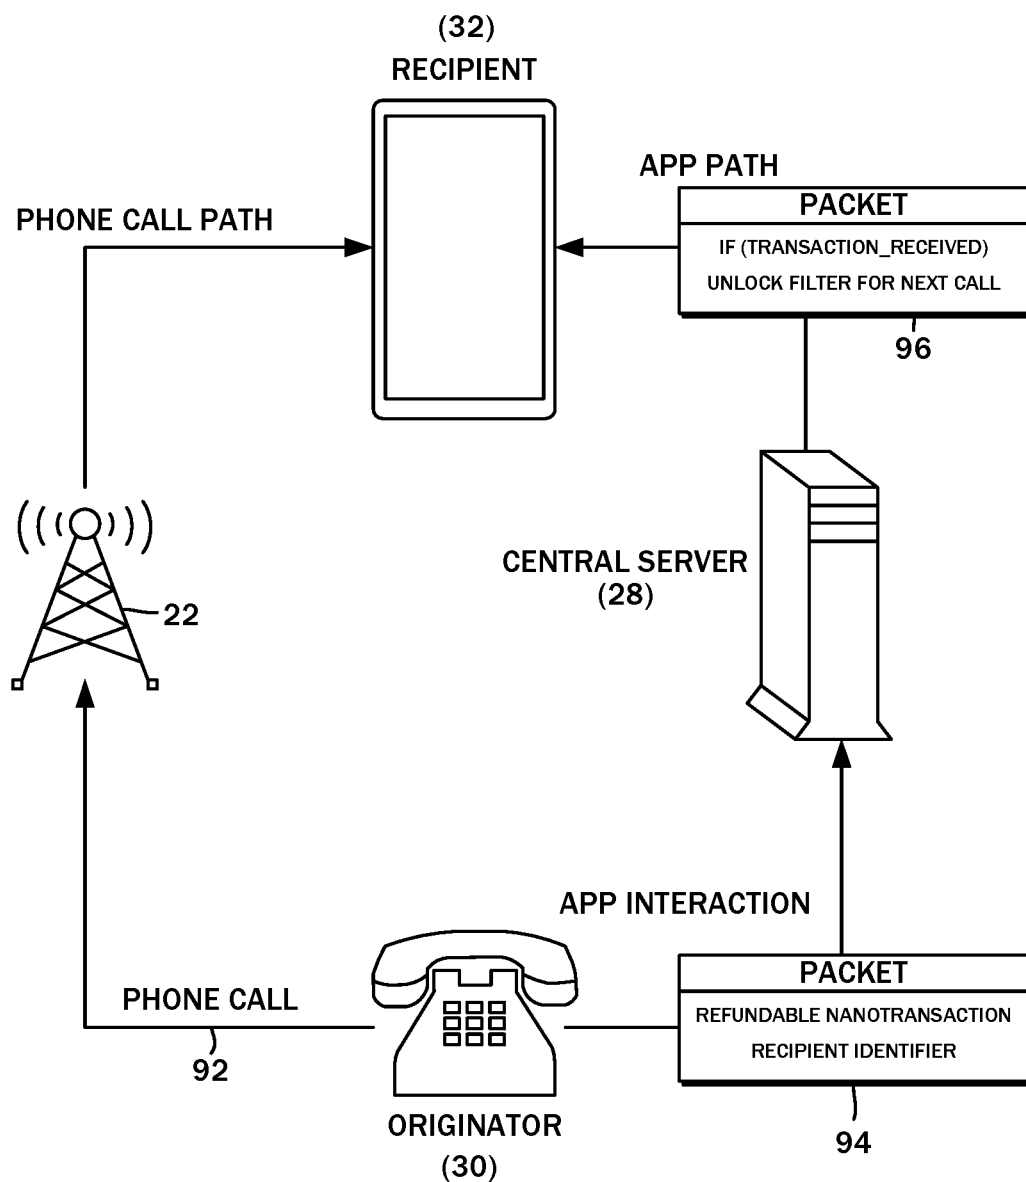 (32)
RECIPIENT
APP PATH
PACKET
IF (TRANSACTION_RECEIVED)
UNLOCK FILTER FOR NEXT CALL
96
PHONE CALL PATH
22
CENTRAL SERVER
(28)
APP INTERACTION
PACKET
REFUNDABLE NANOTRANSACTION
RECIPIENT IDENTIFIER
94
PHONE CALL
92
ORIGINATOR
(30)